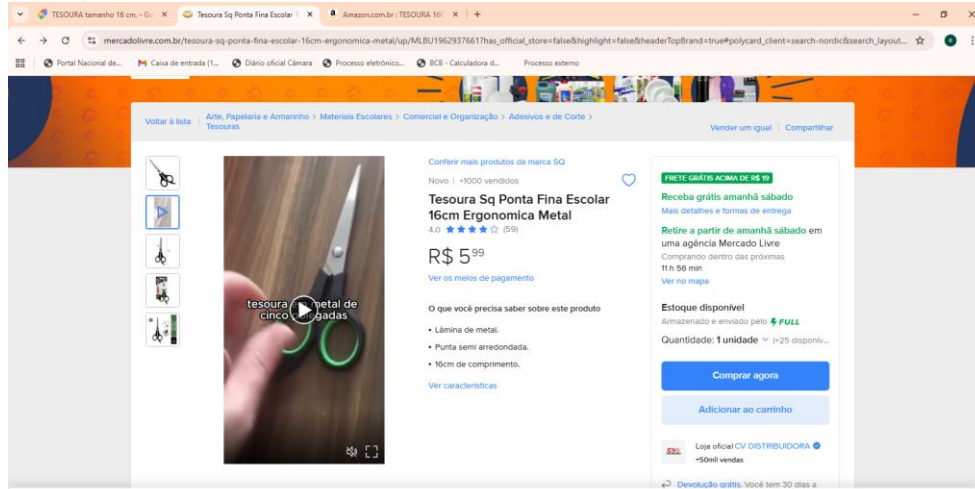 TESOURA tamanho 16 cm. - Go
Tesoura Sq Ponta Fina Escolar 1
Amazon.com.br : TESOURA 16C
mercadolivre.com.br/tesoura-sq-ponta-fina-escolar-16cm-ergonomica-metal/up/MLBU1962937661?has_official_store=false&highlight=false&headerTopBrand=true#polycard_client=search-nordic&search_layout...
Portal Nacional de... Caixa de entrada (1... Diário oficial Câmara Processo eletrônico... BCB - Calculadora d... Processo externo
Voltar à lista
Arte, Papelaria e Armarinho > Materiais Escolares > Comercial e Organização > Adesivos e de Corte >
Tesouras
Vender um igual Compartilhar
Conferir mais produtos da marca SQ
Novo | +1000 vendidos
Tesoura Sq Ponta Fina Escolar
16cm Ergonomica Metal
4.0 (59)
R$ 5 99
Ver os meios de pagamento
O que você precisa saber sobre este produto
• Lâmina de metal.
• Punta semi arredondada.
• 16cm de comprimento.
Ver características
tesoura metal de
cinco polegadas
FRETE GRÁTIS ACIMA DE R$ 19
Receba grátis amanhã sábado
Mais detalhes e formas de entrega
Retire a partir de amanhã sábado em
uma agência Mercado Livre
Comprando dentro das próximas
11 h 56 min
Ver no mapa
Estoque disponível
Armazenado e enviado pelo FULL
Quantidade: 1 unidade (+25 disponív...
Comprar agora
Adicionar ao carrinho
Loja oficial CV DISTRIBUIDORA
+50mil vendas
Devolução grátis. Você tem 30 dias a